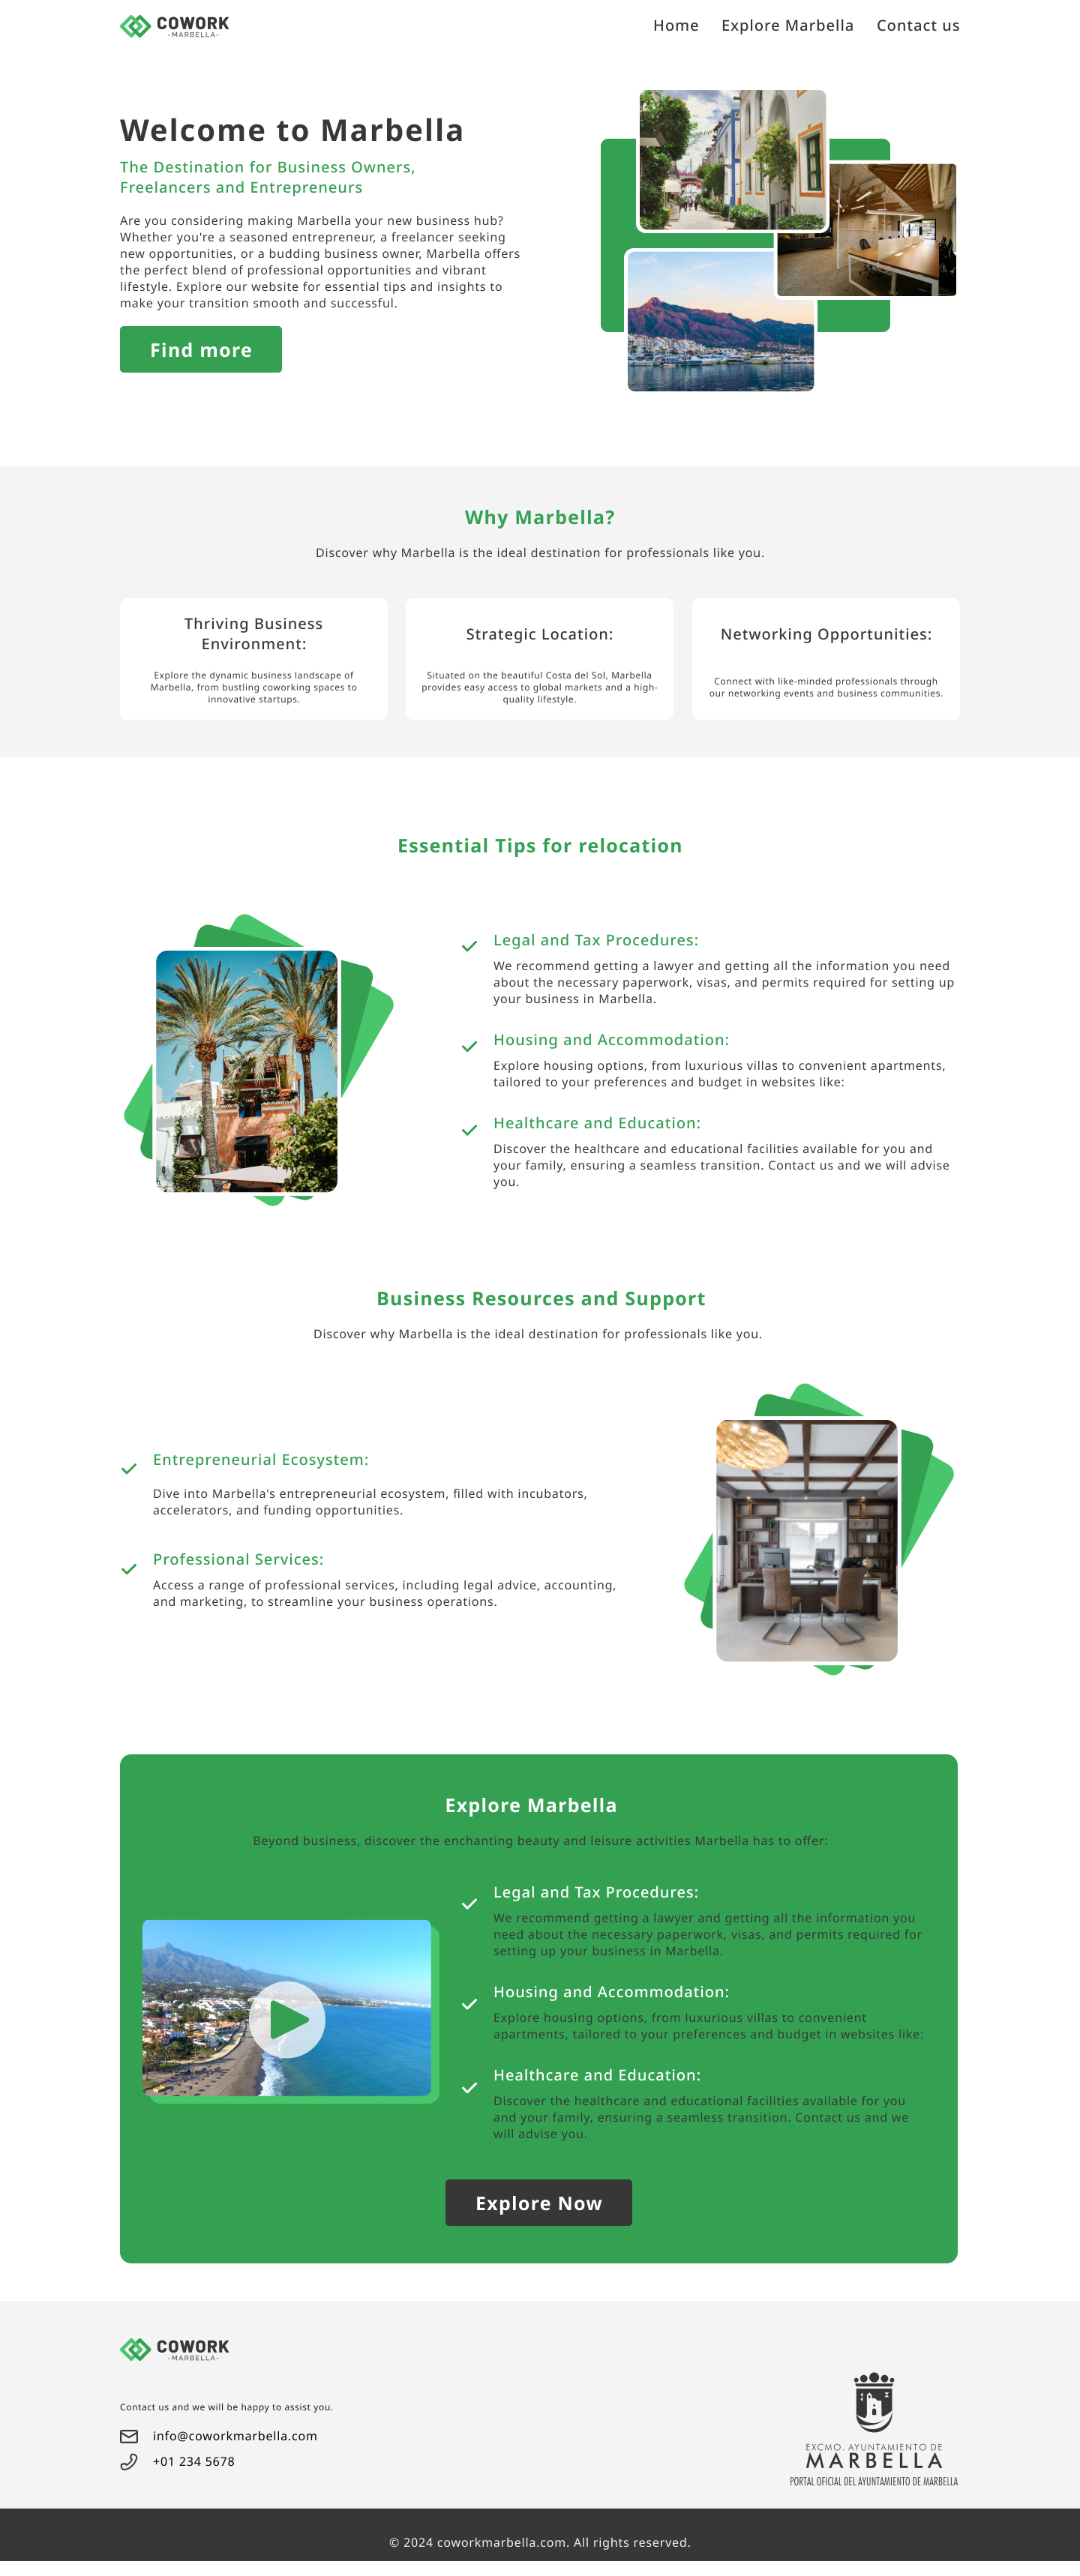 COWORK
-MARBELLA-
Home Explore Marbella Contact us
Welcome to Marbella
The Destination for Business Owners,
Freelancers and Entrepreneurs
Are you considering making Marbella your new business hub?
Whether you're a seasoned entrepreneur, a freelancer seeking
new opportunities, or a budding business owner, Marbella offers
the perfect blend of professional opportunities and vibrant
lifestyle. Explore our website for essential tips and insights to
make your transition smooth and successful.
Find more
Why Marbella?
Discover why Marbella is the ideal destination for professionals like you.
Thriving Business
Environment:
Explore the dynamic business landscape of
Marbella, from bustling coworking spaces to
innovative startups.
Strategic Location:
Situated on the beautiful Costa del Sol, Marbella
provides easy access to global markets and a high-
quality lifestyle.
Networking Opportunities:
Connect with like-minded professionals through
our networking events and business communities.
Essential Tips for relocation
Legal and Tax Procedures:
We recommend getting a lawyer and getting all the information you need
about the necessary paperwork, visas, and permits required for setting up
your business in Marbella.
Housing and Accommodation:
Explore housing options, from luxurious villas to convenient apartments,
tailored to your preferences and budget in websites like:
Healthcare and Education:
Discover the healthcare and educational facilities available for you and
your family, ensuring a seamless transition. Contact us and we will advise
you.
Business Resources and Support
Discover why Marbella is the ideal destination for professionals like you.
Entrepreneurial Ecosystem:
Dive into Marbella's entrepreneurial ecosystem, filled with incubators,
accelerators, and funding opportunities.
Professional Services:
Access a range of professional services, including legal advice, accounting,
and marketing, to streamline your business operations.
Explore Marbella
Beyond business, discover the enchanting beauty and leisure activities Marbella has to offer:
Legal and Tax Procedures:
We recommend getting a lawyer and getting all the information you
need about the necessary paperwork, visas, and permits required for
setting up your business in Marbella.
Housing and Accommodation:
Explore housing options, from luxurious villas to convenient
apartments, tailored to your preferences and budget in websites like:
Healthcare and Education:
Discover the healthcare and educational facilities available for you
and your family, ensuring a seamless transition. Contact us and we
will advise you.
Explore Now
COWORK
-MARBELLA-
Contact us and we will be happy to assist you.
info@coworkmarbella.com
+01 234 5678
EXCMO. AYUNTAMIENTO DE
MARBELLA
PORTAL OFICIAL DEL AYUNTAMIENTO DE MARBELLA
© 2024 coworkmarbella.com. All rights reserved.